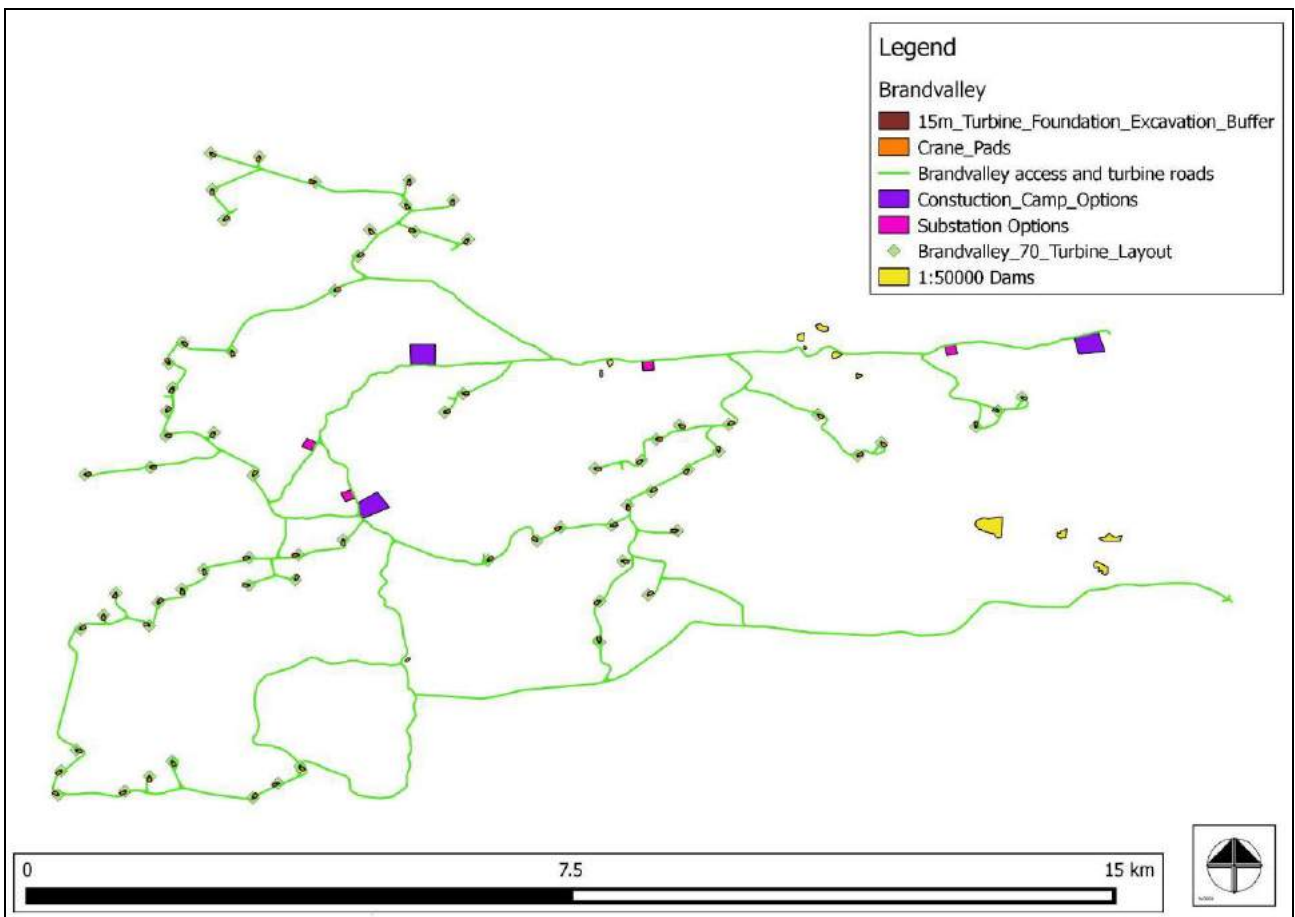 Legend
Brandvalley
15m_Turbine_Foundation_Excavation_Buffer
Crane_Pads
Brandvalley access and turbine roads
Constuction_Camp_Options
Substation Options
Brandvalley_70_Turbine_Layout
1:50000 Dams
0 7.5 15 km